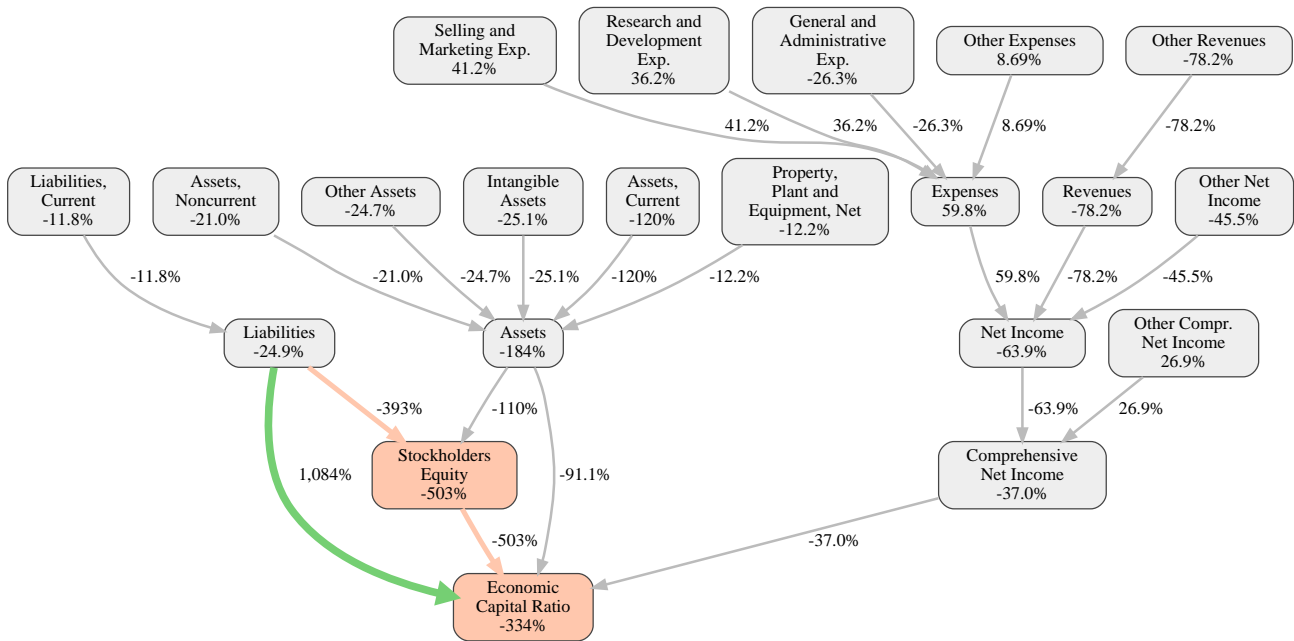 Selling and
Marketing Exp.
41.2%
Research and
Development
Exp.
36.2%
General and
Administrative
Exp.
-26.3%
Other Expenses
8.69%
Other Revenues
-78.2%
41.2%
36.2%
-26.3%
8.69%
-78.2%
Liabilities,
Current
-11.8%
Assets,
Noncurrent
-21.0%
Other Assets
-24.7%
Intangible
Assets
-25.1%
Assets,
Current
-120%
Property,
Plant and
Equipment, Net
-12.2%
Expenses
59.8%
Revenues
-78.2%
Other Net
Income
-45.5%
-11.8%
-21.0%
-24.7%
-25.1%
-120%
-12.2%
59.8%
-78.2%
-45.5%
Liabilities
-24.9%
Assets
-184%
Net Income
-63.9%
Other Compr.
Net Income
26.9%
-393%
-110%
-63.9%
26.9%
1,084%
Stockholders
Equity
-503%
-91.1%
Comprehensive
Net Income
-37.0%
-503%
-37.0%
Economic
Capital Ratio
-334%